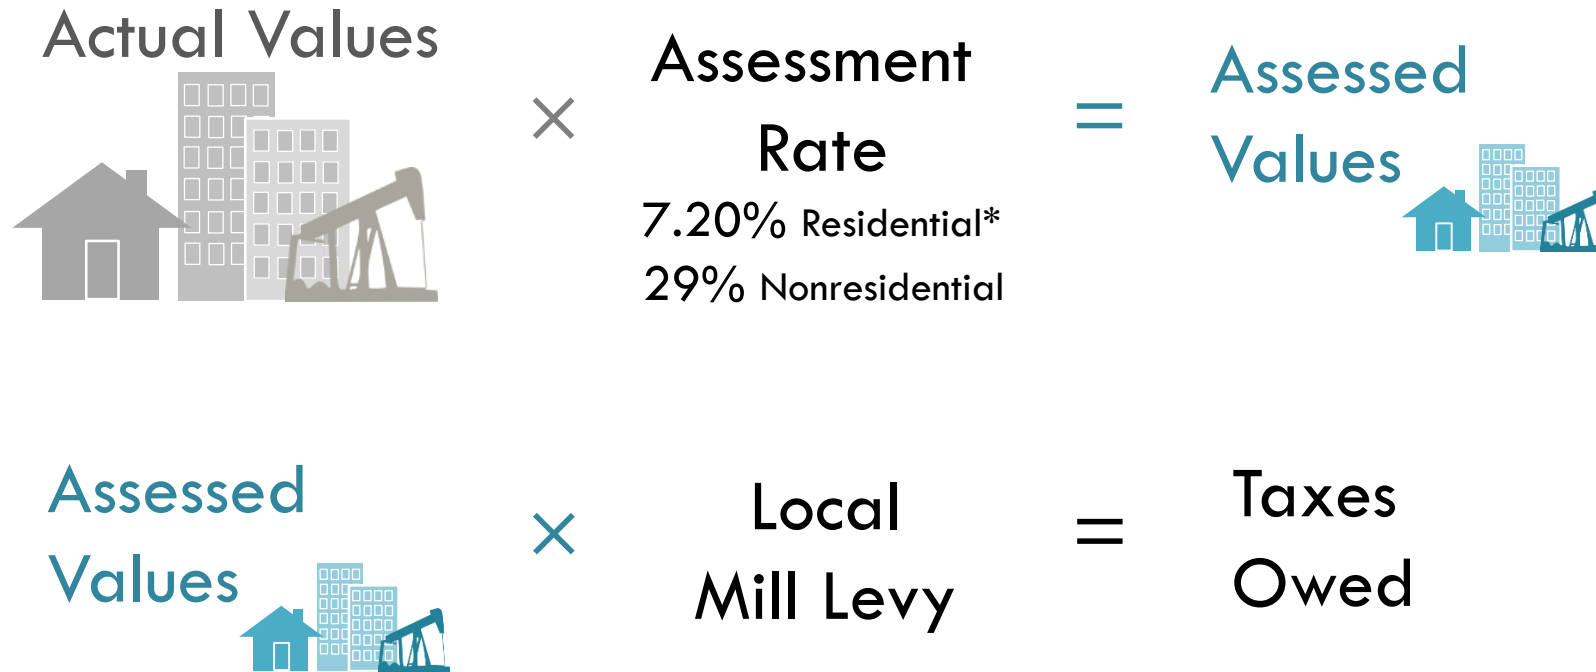 Actual Values
×
Assessment
Rate
7.20% Residential*
29% Nonresidential
=
Assessed
Values
Assessed
Values
×
Local
Mill Levy
=
Taxes
Owed